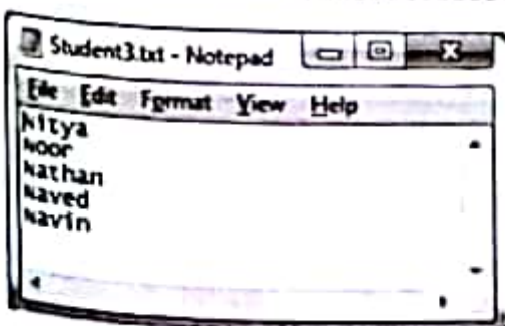 Student3.txt - Notepad
File Edit Format View Help
Nitya
Noor
Nathan
Naved
Navin